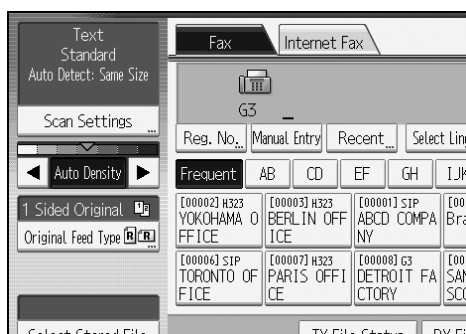 Text
Standard
Auto Detect: Same Size
Scan Settings
Auto Density
1 Sided Original
Original Feed Type
Fax
Internet Fax
G3 _
Reg. No.
Manual Entry
Recent
Select
Frequent
AB
CD
EF
GH
[00002] H323
YOKOHAMA O
FFICE
[00003] H323
BERLIN OFF
ICE
[00001] SIP
ABCD COMPA
NY
[00006] SIP
TORONTO OF
FICE
[00007] H323
PARIS OFFI
CE
[00008] G3
DETROIT FA
CTORY
Select Stored File
TX File Status